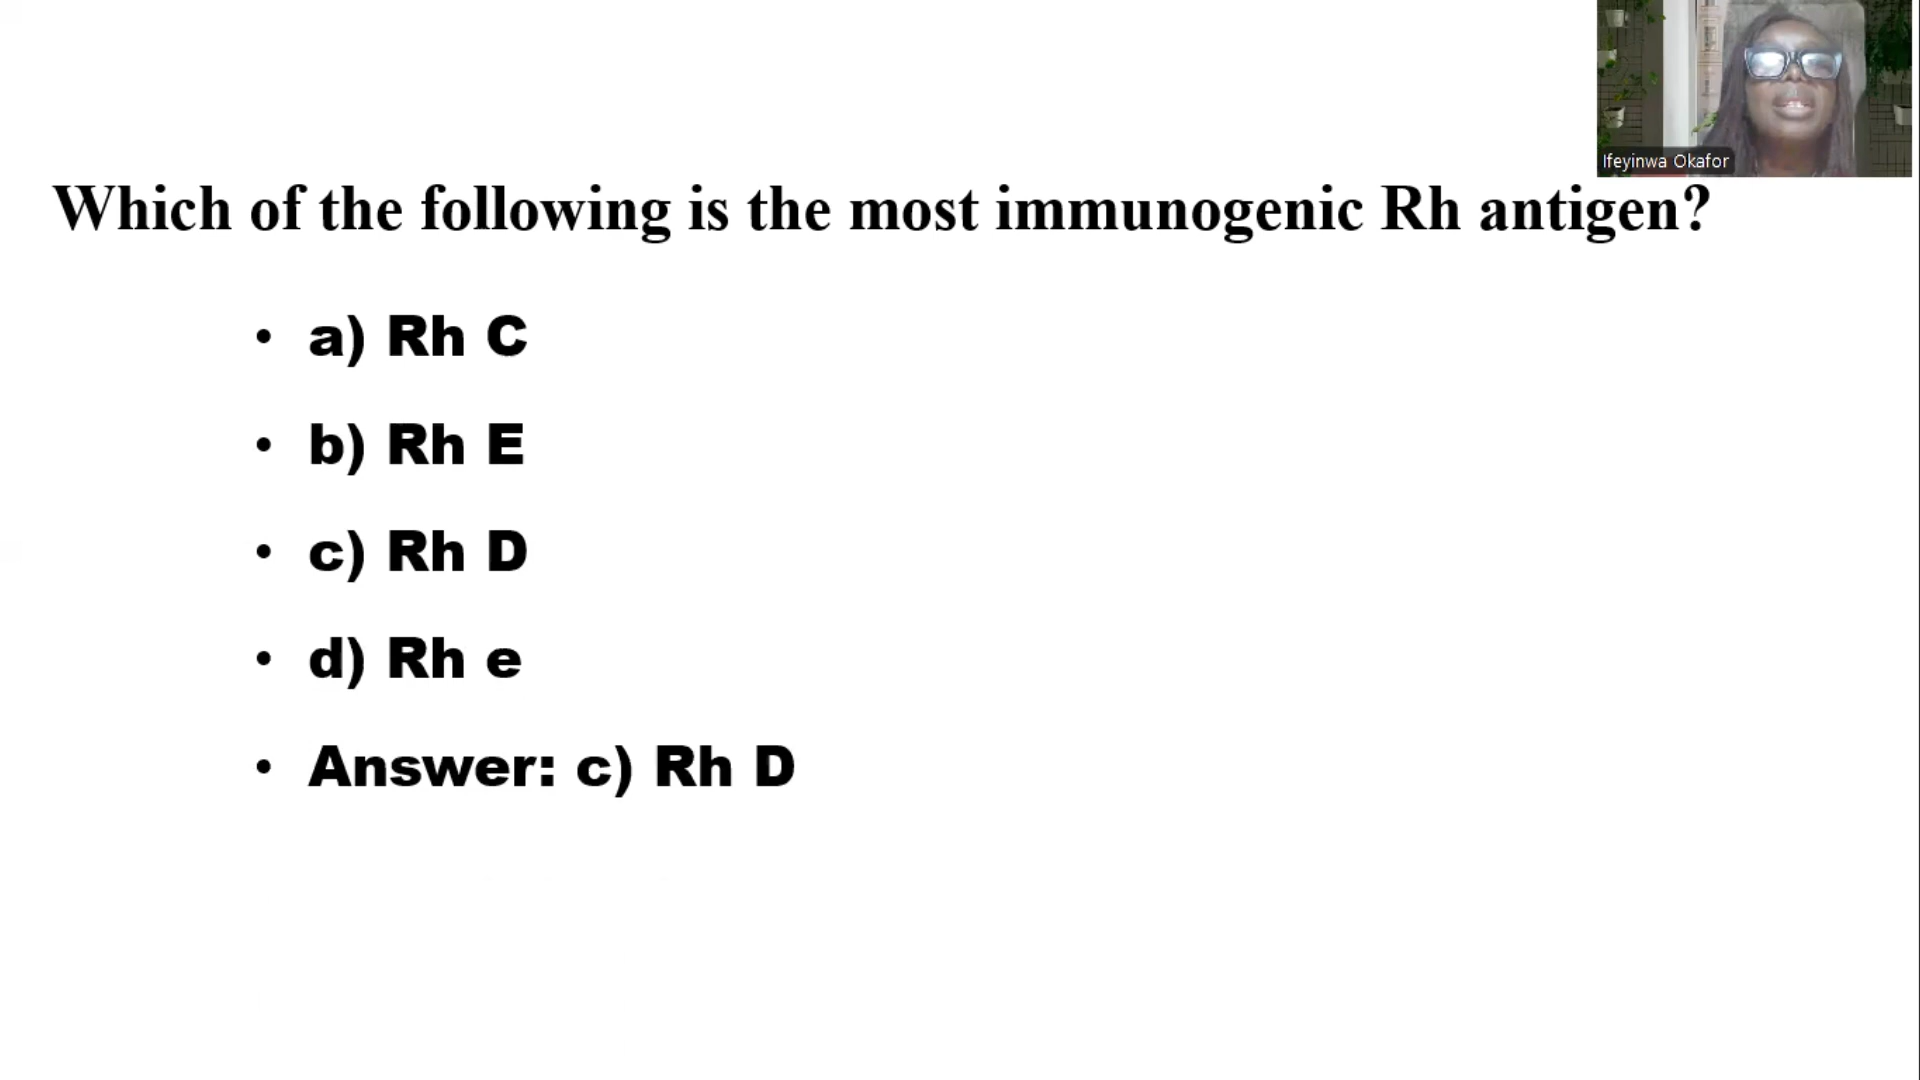 Ifeyinwa Okafor
Which of the following is the most immunogenic Rh antigen?
• a) Rh C
• b) Rh E
• c) Rh D
• d) Rh e
• Answer: c) Rh D